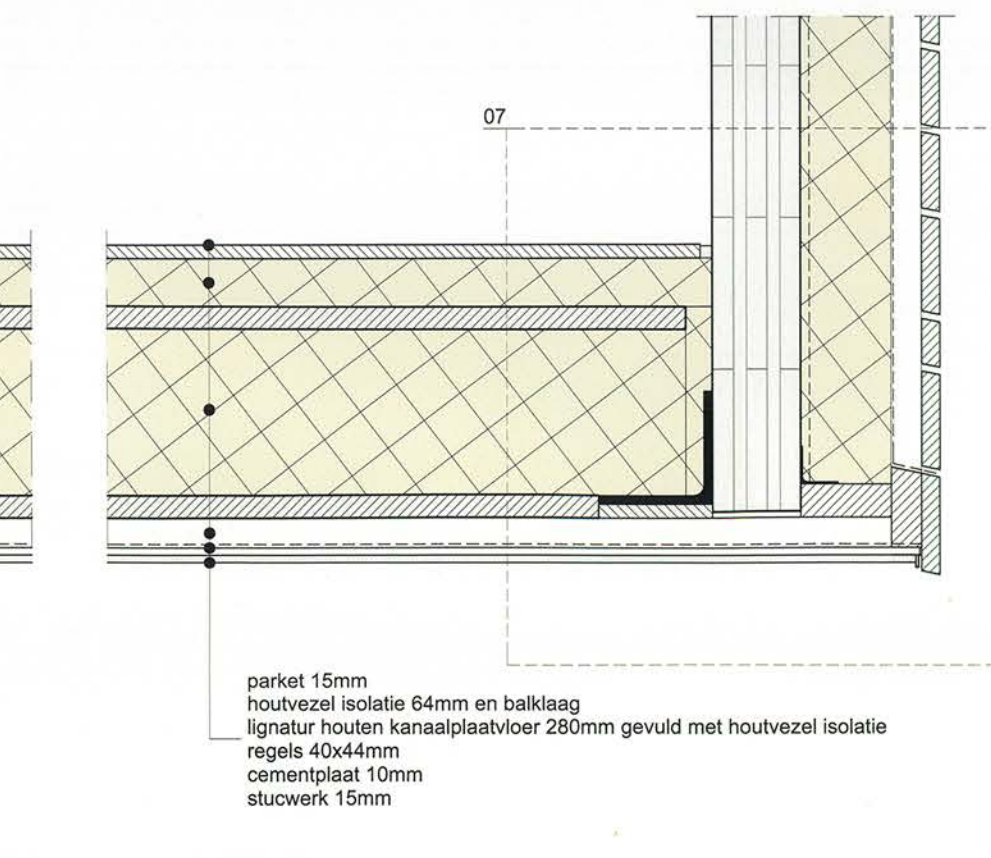 07
parket 15mm
houtvezel isolatie 64mm en balklaag
lignatur houten kanaalplaatvloer 280mm gevuld met houtvezel isolatie
regels 40x44mm
cementplaat 10mm
stucwerk 15mm